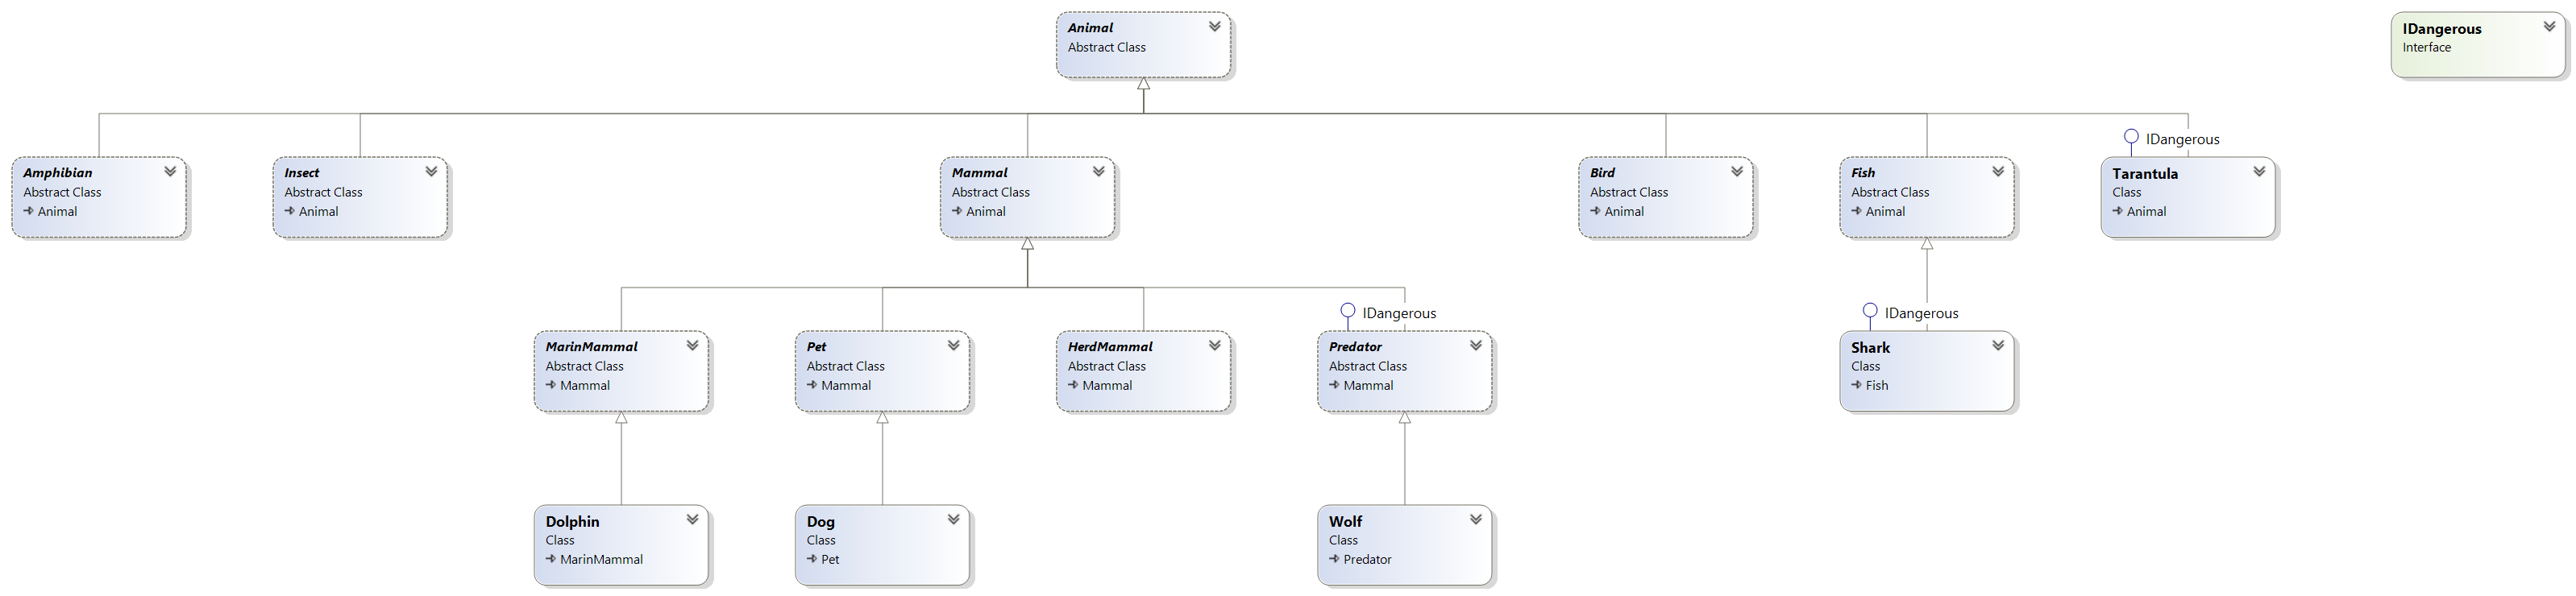 Animal
Abstract Class
IDangerous
Interface
Amphibian
Abstract Class
Animal
Insect
Abstract Class
Animal
Mammal
Abstract Class
Animal
Bird
Abstract Class
Animal
Fish
Abstract Class
Animal
IDangerous
Tarantula
Class
Animal
MarinMammal
Abstract Class
Mammal
Pet
Abstract Class
Mammal
HerdMammal
Abstract Class
Mammal
IDangerous
Predator
Abstract Class
Mammal
IDangerous
Shark
Class
Fish
Dolphin
Class
MarinMammal
Dog
Class
Pet
Wolf
Class
Predator